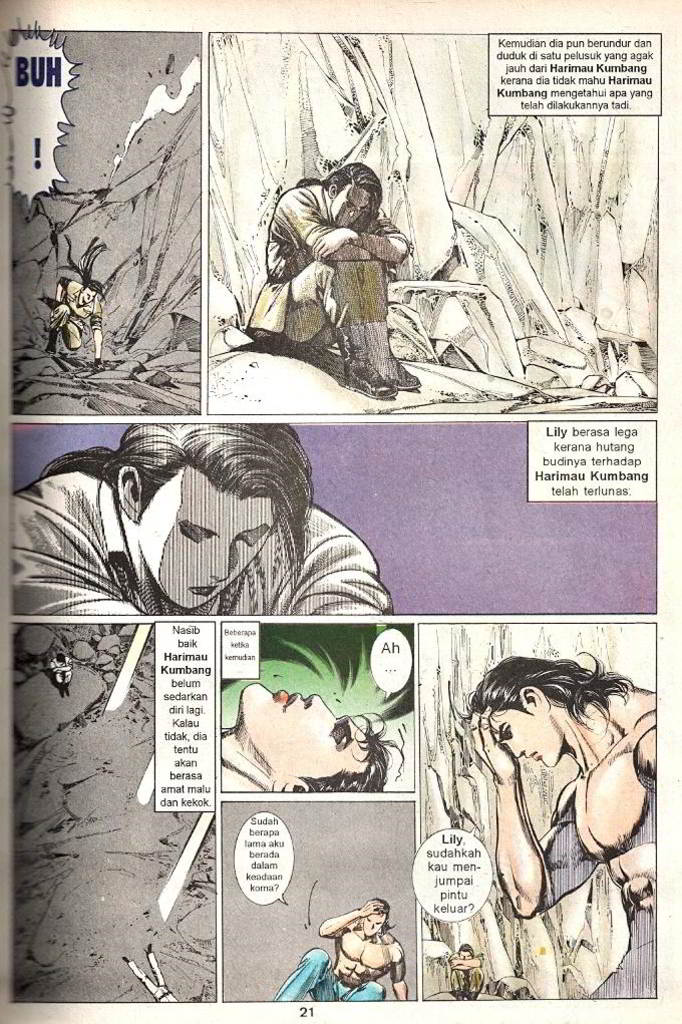 BUH
!
Kemudian dia pun berundur dan
duduk di satu pelusuk yang agak
jauh dari Harimau Kumbang
kerana dia tidak mahu Harimau
Kumbang mengetahui apa yang
telah dilakukannya tadi.
Lily berasa lega
kerana hutang
budinya terhadap
Harimau Kumbang
telah terlunas.
Nasib
baik
Harimau
Kumbang
belum
sedarkan
diri lagi.
Kalau
tidak, dia
tentu
akan
berasa
amat malu
dan kekok.
Beberapa
ketika
kemudian
Ah
...
Sudah
berapa
lama aku
berada
dalam
keadaan
koma?
Lily,
sudahkah
kau men-
jumpai
pintu
keluar?
21